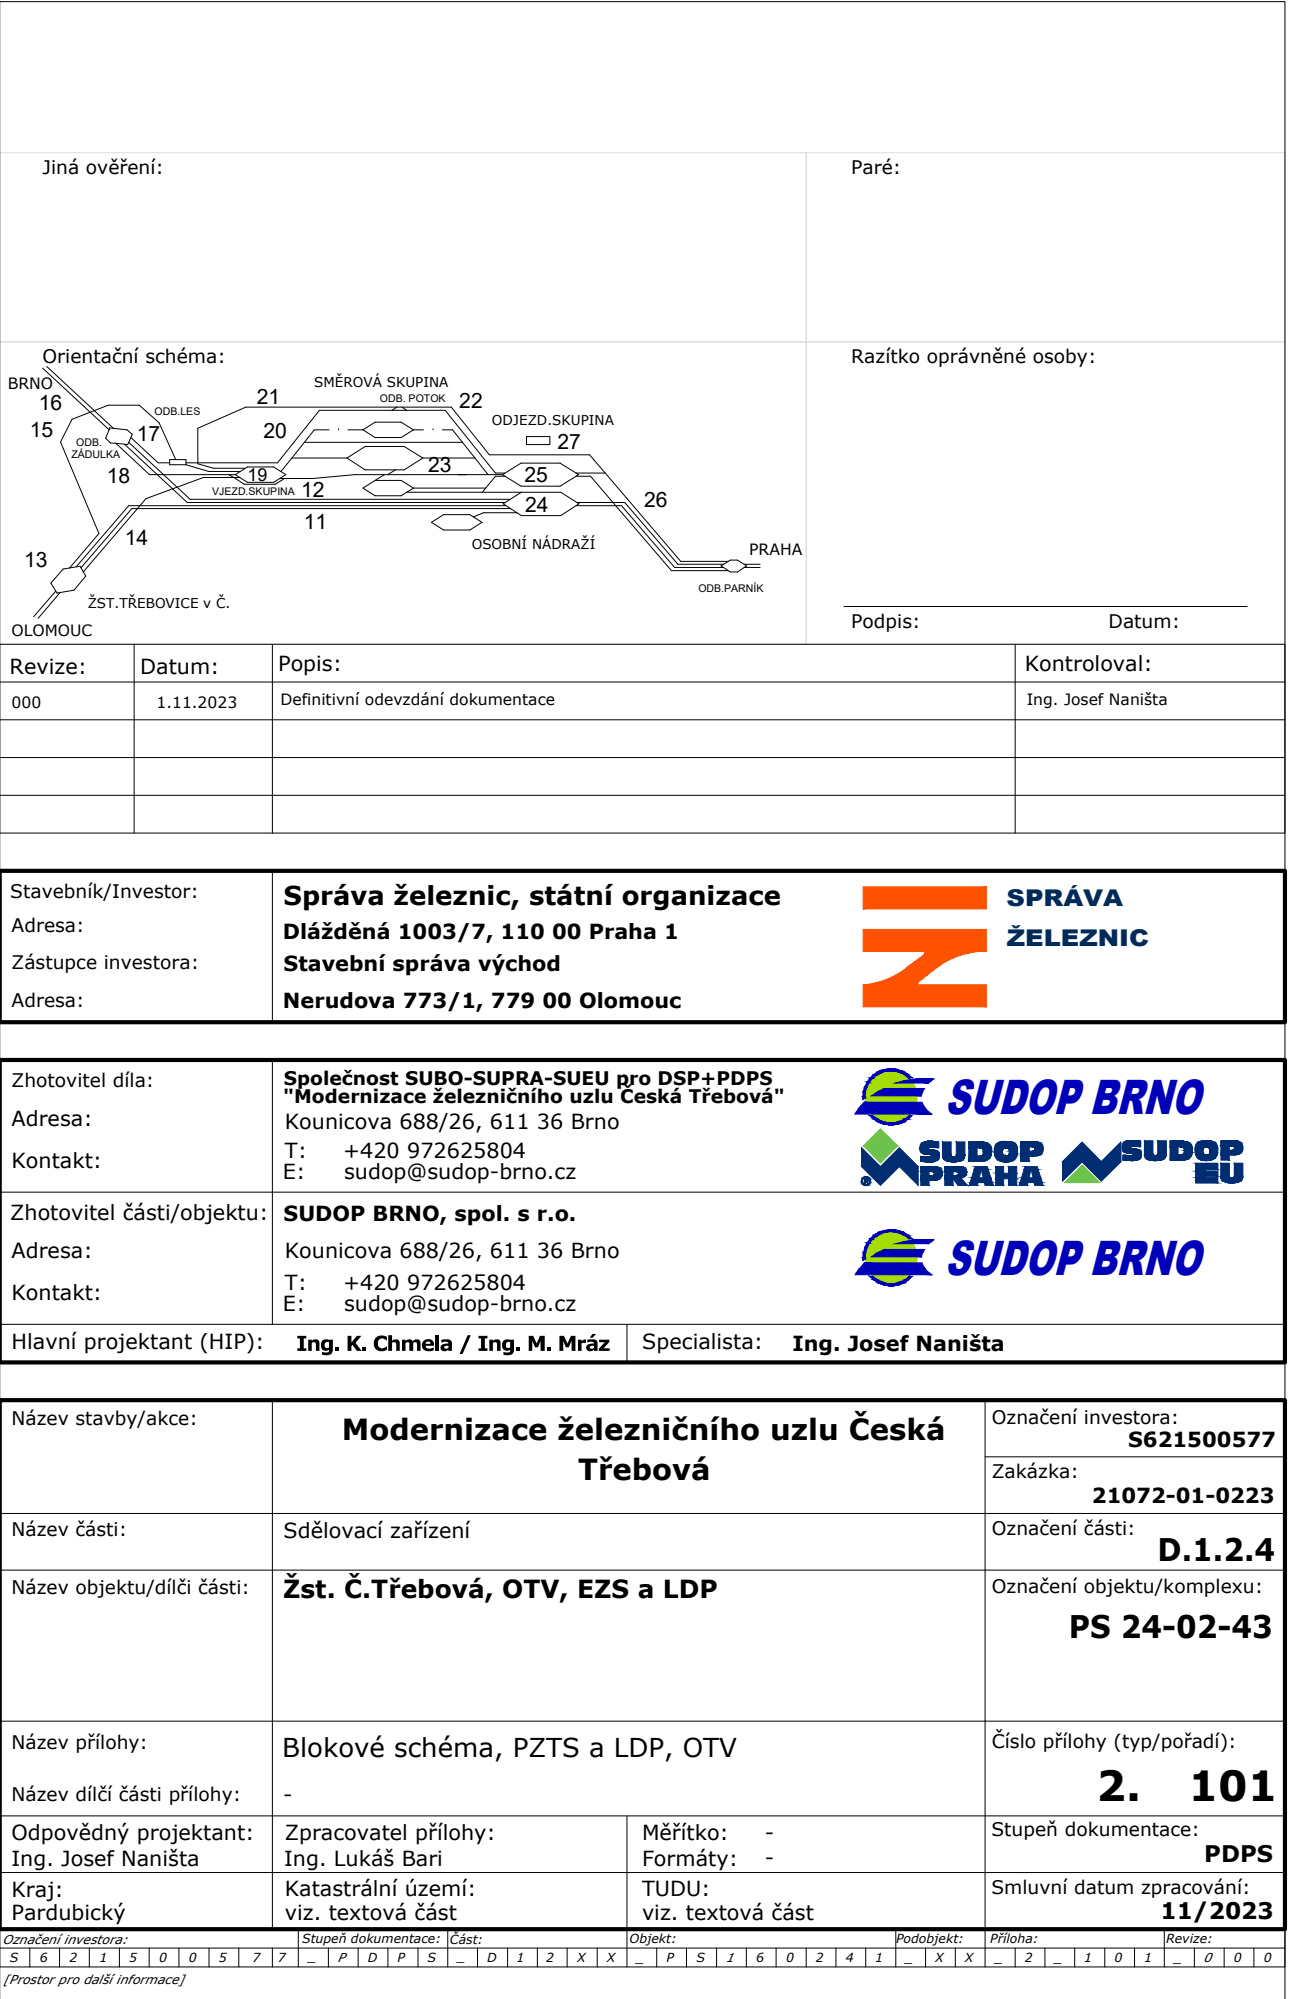 Jiná ověření:
Paré:
Orientační schéma:
Razítko oprávněné osoby:
BRNO
16
15
ODB.LES
17
ODB.
ZÁDULKA
18
21
20
SMĚROVÁ SKUPINA
ODB. POTOK
22
ODJEZD.SKUPINA
27
19
VJEZD.SKUPINA
12
11
23
25
24
26
14
13
OSOBNÍ NÁDRAŽÍ
PRAHA
ODB.PARNÍK
ŽST.TŘEBOVICE v Č.
OLOMOUC
Podpis: Datum:
Revize: Datum: Popis: Kontroloval:
000 1.11.2023 Definitivní odevzdání dokumentace Ing. Josef Naništa
Stavebník/Investor: Správa železnic, státní organizace
Adresa: Dlážděná 1003/7, 110 00 Praha 1
Zástupce investora: Stavební správa východ
Adresa: Nerudova 773/1, 779 00 Olomouc
SPRÁVA
ŽELEZNIC
Zhotovitel díla: Společnost SUBO-SUPRA-SUEU pro DSP+PDPS
"Modernizace železničního uzlu Česká Třebová"
Adresa: Kounicova 688/26, 611 36 Brno
Kontakt: T: +420 972625804
E: sudop@sudop-brno.cz
SUDOP BRNO
SUDOP
PRAHA
®
SUDOP
EU
Zhotovitel části/objektu: SUDOP BRNO, spol. s r.o.
Adresa: Kounicova 688/26, 611 36 Brno
Kontakt: T: +420 972625804
E: sudop@sudop-brno.cz
SUDOP BRNO
Hlavní projektant (HIP): Ing. K. Chmela / Ing. M. Mráz Specialista: Ing. Josef Naništa
Název stavby/akce: Modernizace železničního uzlu Česká
Třebová
Označení investora:
S621500577
Zakázka:
21072-01-0223
Název části: Sdělovací zařízení
Označení části:
D.1.2.4
Název objektu/dílči části: Žst. Č.Třebová, OTV, EZS a LDP
Označení objektu/komplexu:
PS 24-02-43
Název přílohy: Blokové schéma, PZTS a LDP, OTV
Číslo přílohy (typ/pořadí):
2. 101
Název dílčí části přílohy: -
Odpovědný projektant: Zpracovatel přílohy: Měřítko: -
Ing. Josef Naništa Ing. Lukáš Bari Formáty: -
Stupeň dokumentace:
PDPS
Kraj: Katastrální území: TUDU:
Pardubický viz. textová část viz. textová část
Smluvní datum zpracování:
11/2023
Označení investora: Stupeň dokumentace: Část: Objekt: Podobjekt: Příloha: Revize:
S 6 2 1 5 0 0 5 7 7 _ P D P S _ D 1 2 X X _ P S 1 6 0 2 4 1 _ X X _ 2 _ 1 0 1 _ 0 0 0
[Prostor pro další informace]